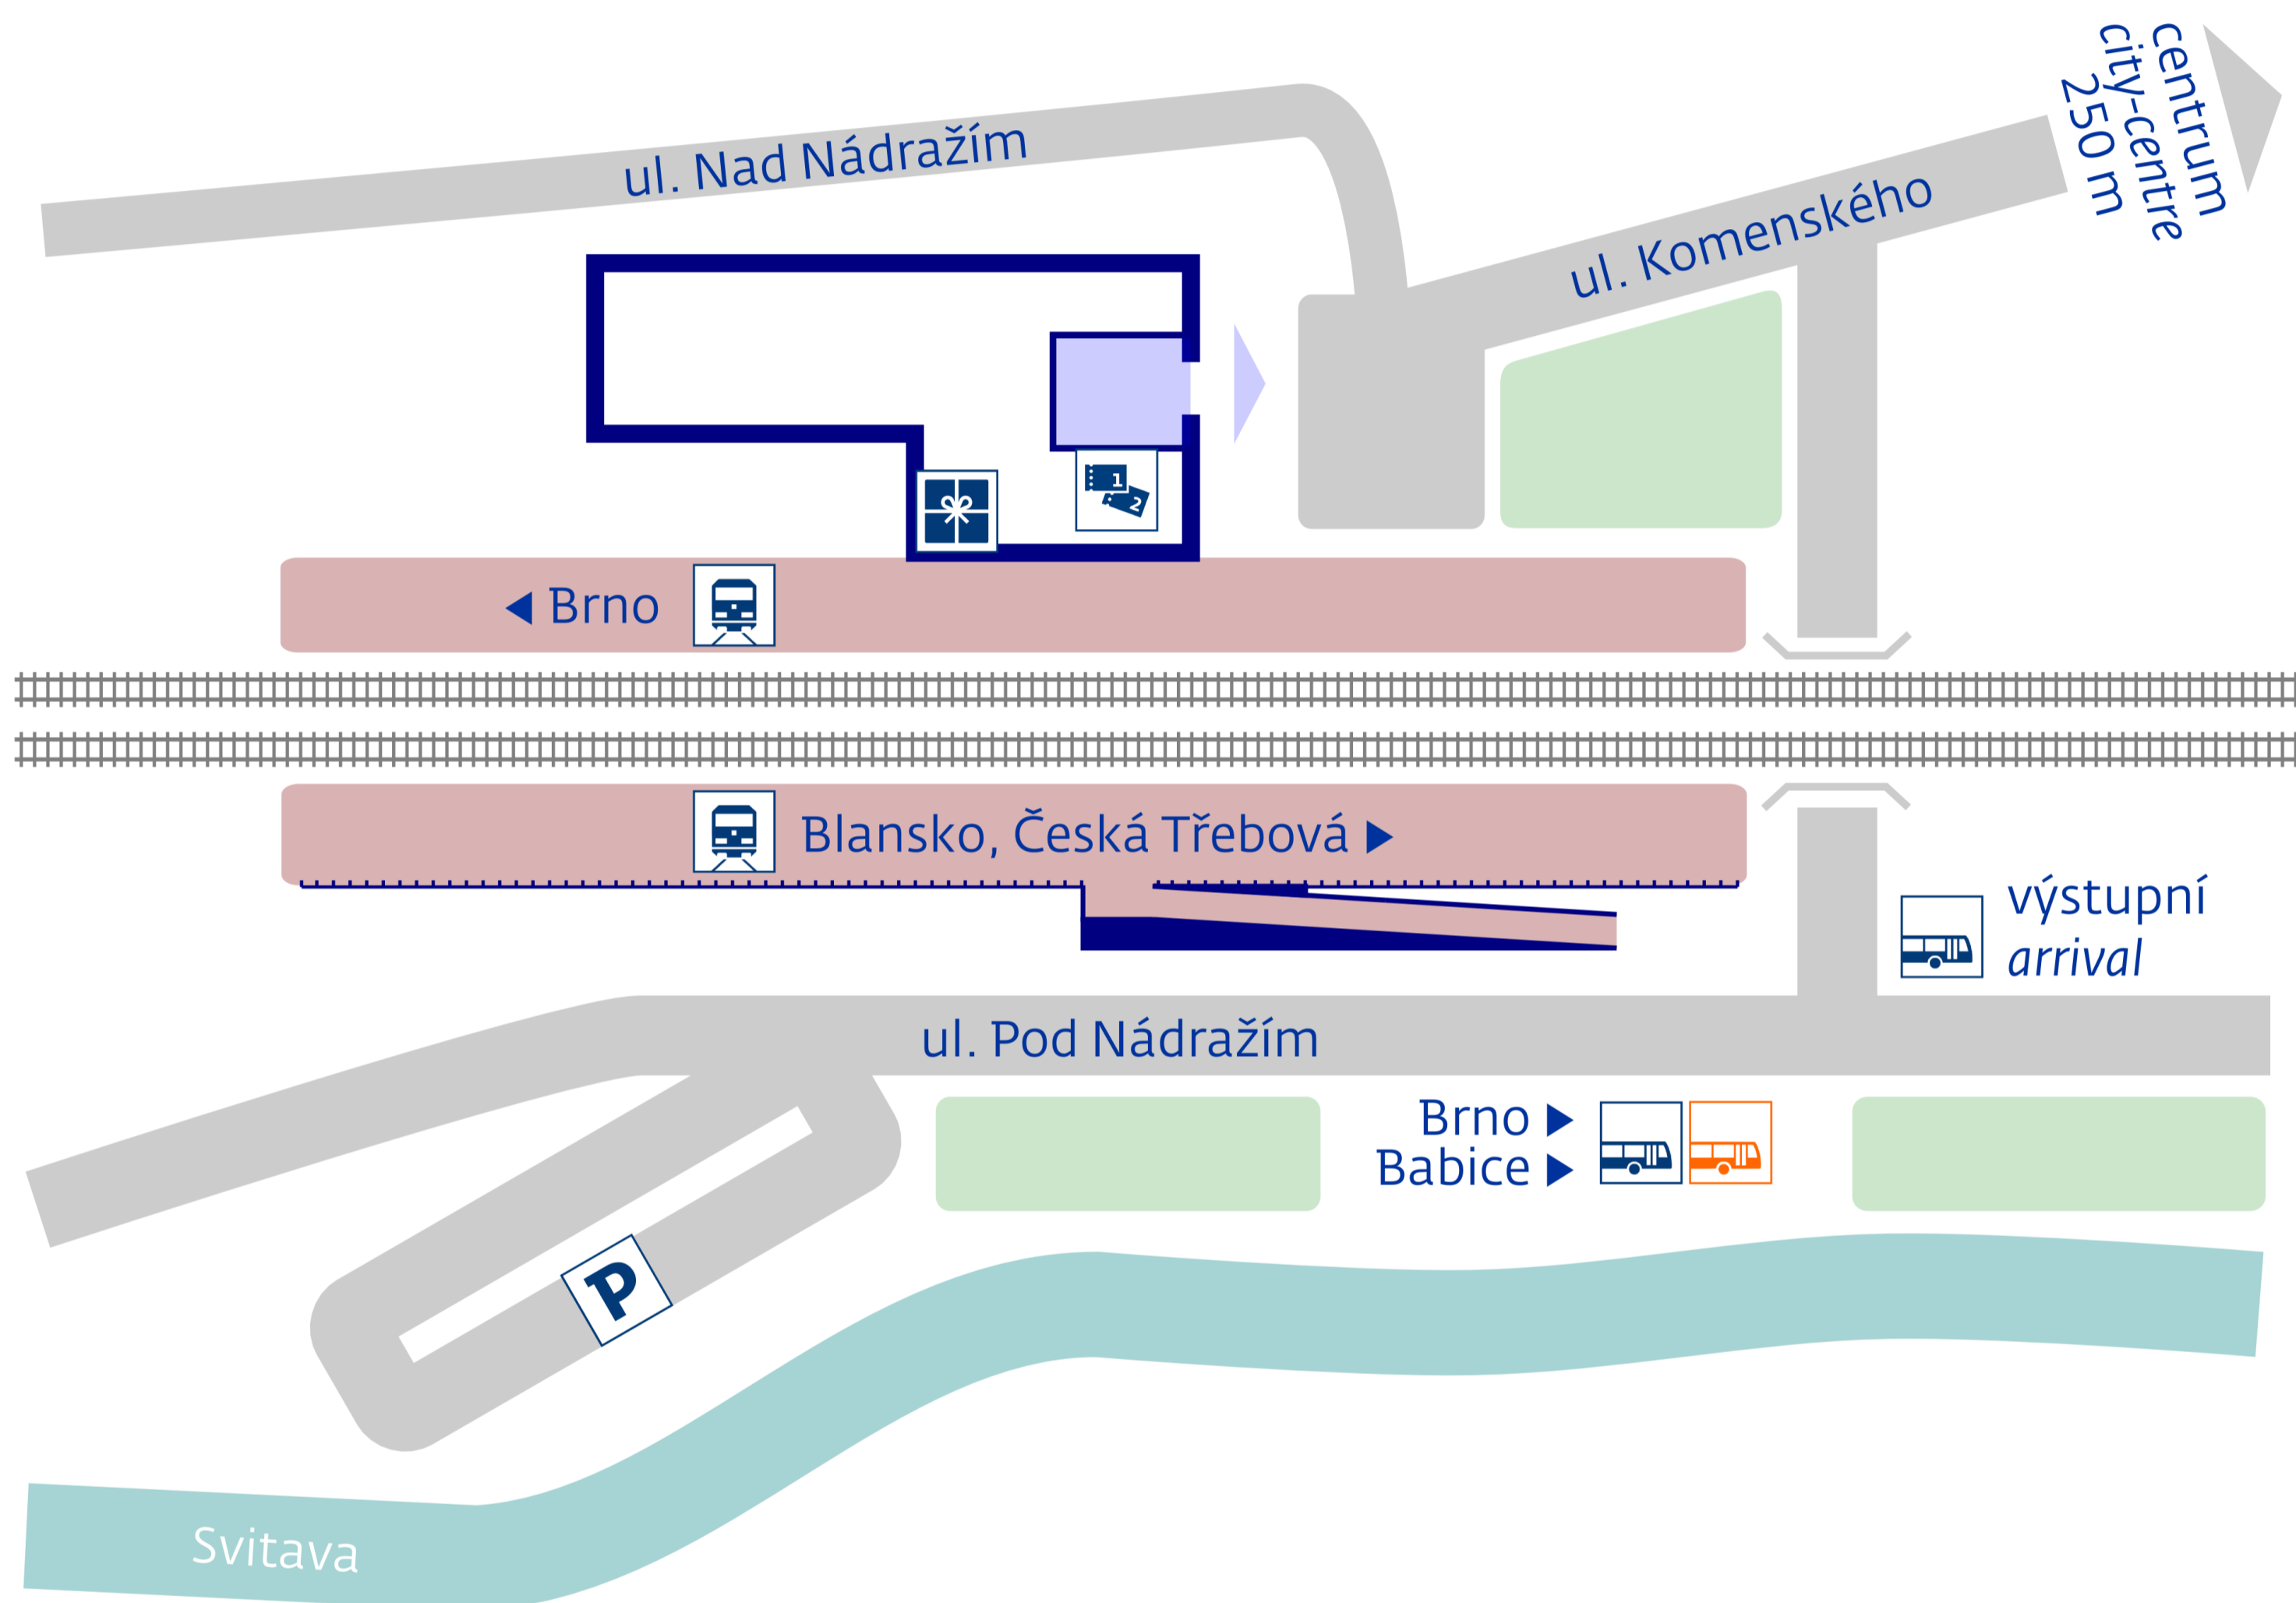 centrum
city-centre
250 m
ul. Nad Nádražím
ul. Komenského
1
2
Brno
Blansko, Česká Třebová
výstupní
arrival
ul. Pod Nádražím
Brno
Babice
P
Svitava